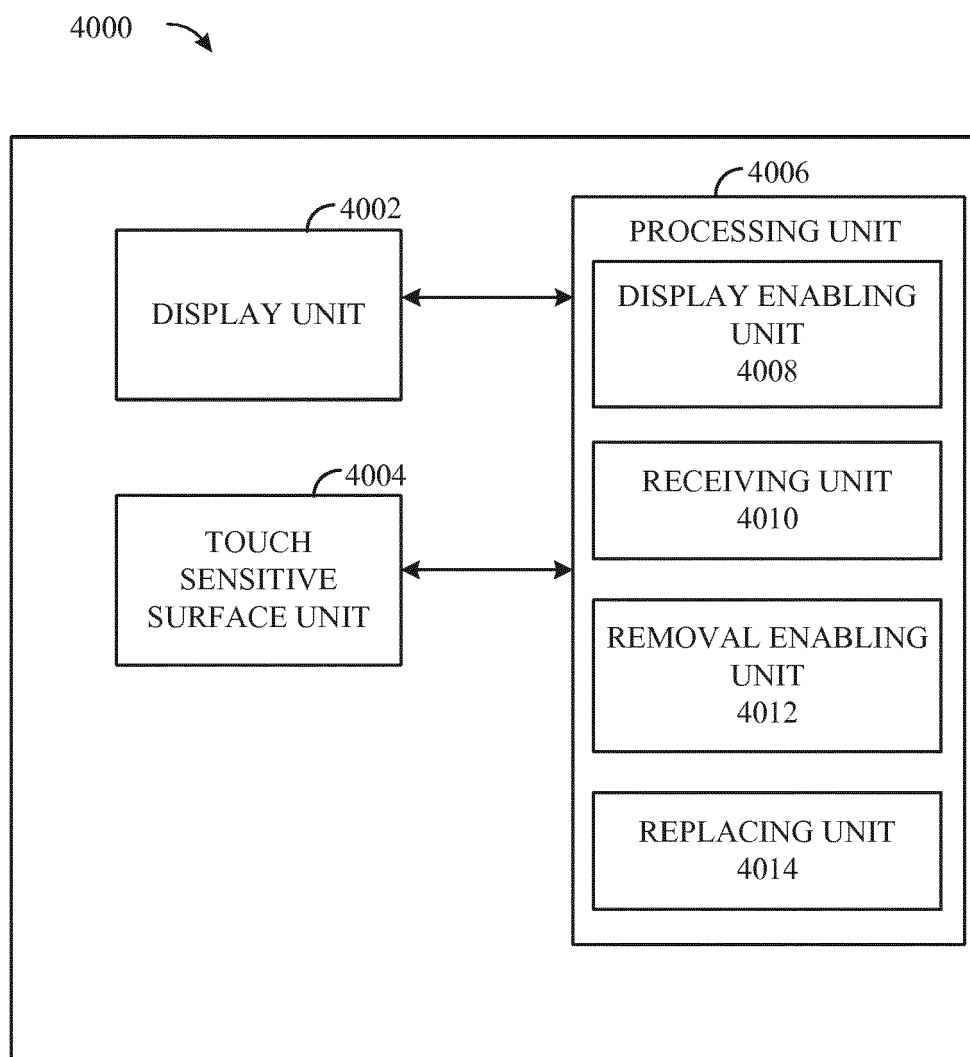 4000
4002
DISPLAY UNIT
4004
TOUCH
SENSITIVE
SURFACE UNIT
4006
PROCESSING UNIT
DISPLAY ENABLING
UNIT
4008
RECEIVING UNIT
4010
REMOVAL ENABLING
UNIT
4012
REPLACING UNIT
4014